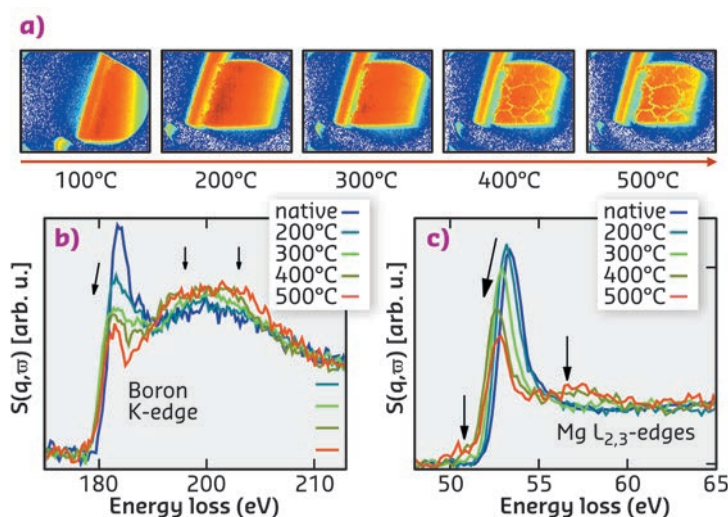 a)
100°C 200°C 300°C 400°C 500°C
b)
native
200°C
300°C
400°C
500°C
S(q,ϖ) [arb. u.]
Boron
K-edge
180 190 200 210
Energy loss (eV)
c)
native
200°C
300°C
400°C
500°C
S(q,ϖ) [arb. u.]
Mg L2,3-edges
50 55 60 65
Energy loss (eV)